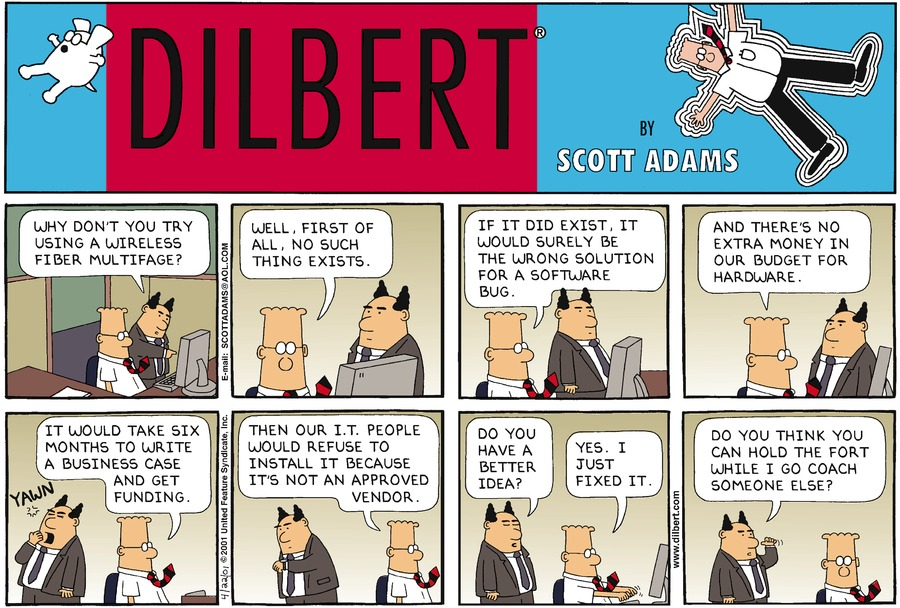 DILBERT®
BY
SCOTT ADAMS
WHY DON'T YOU TRY
USING A WIRELESS
FIBER MULTIFAGE?
E-mail: SCOTTADAMS@AOL.COM
WELL, FIRST OF
ALL, NO SUCH
THING EXISTS.
IF IT DID EXIST, IT
WOULD SURELY BE
THE WRONG SOLUTION
FOR A SOFTWARE
BUG.
AND THERE'S NO
EXTRA MONEY IN
OUR BUDGET FOR
HARDWARE.
IT WOULD TAKE SIX
MONTHS TO WRITE
A BUSINESS CASE
AND GET
FUNDING.
YAWN
4/22/01 © 2001 United Feature Syndicate, Inc.
THEN OUR I.T. PEOPLE
WOULD REFUSE TO
INSTALL IT BECAUSE
IT'S NOT AN APPROVED
VENDOR.
DO YOU
HAVE A
BETTER
IDEA?
YES. I
JUST
FIXED IT.
www.dilbert.com
DO YOU THINK YOU
CAN HOLD THE FORT
WHILE I GO COACH
SOMEONE ELSE?